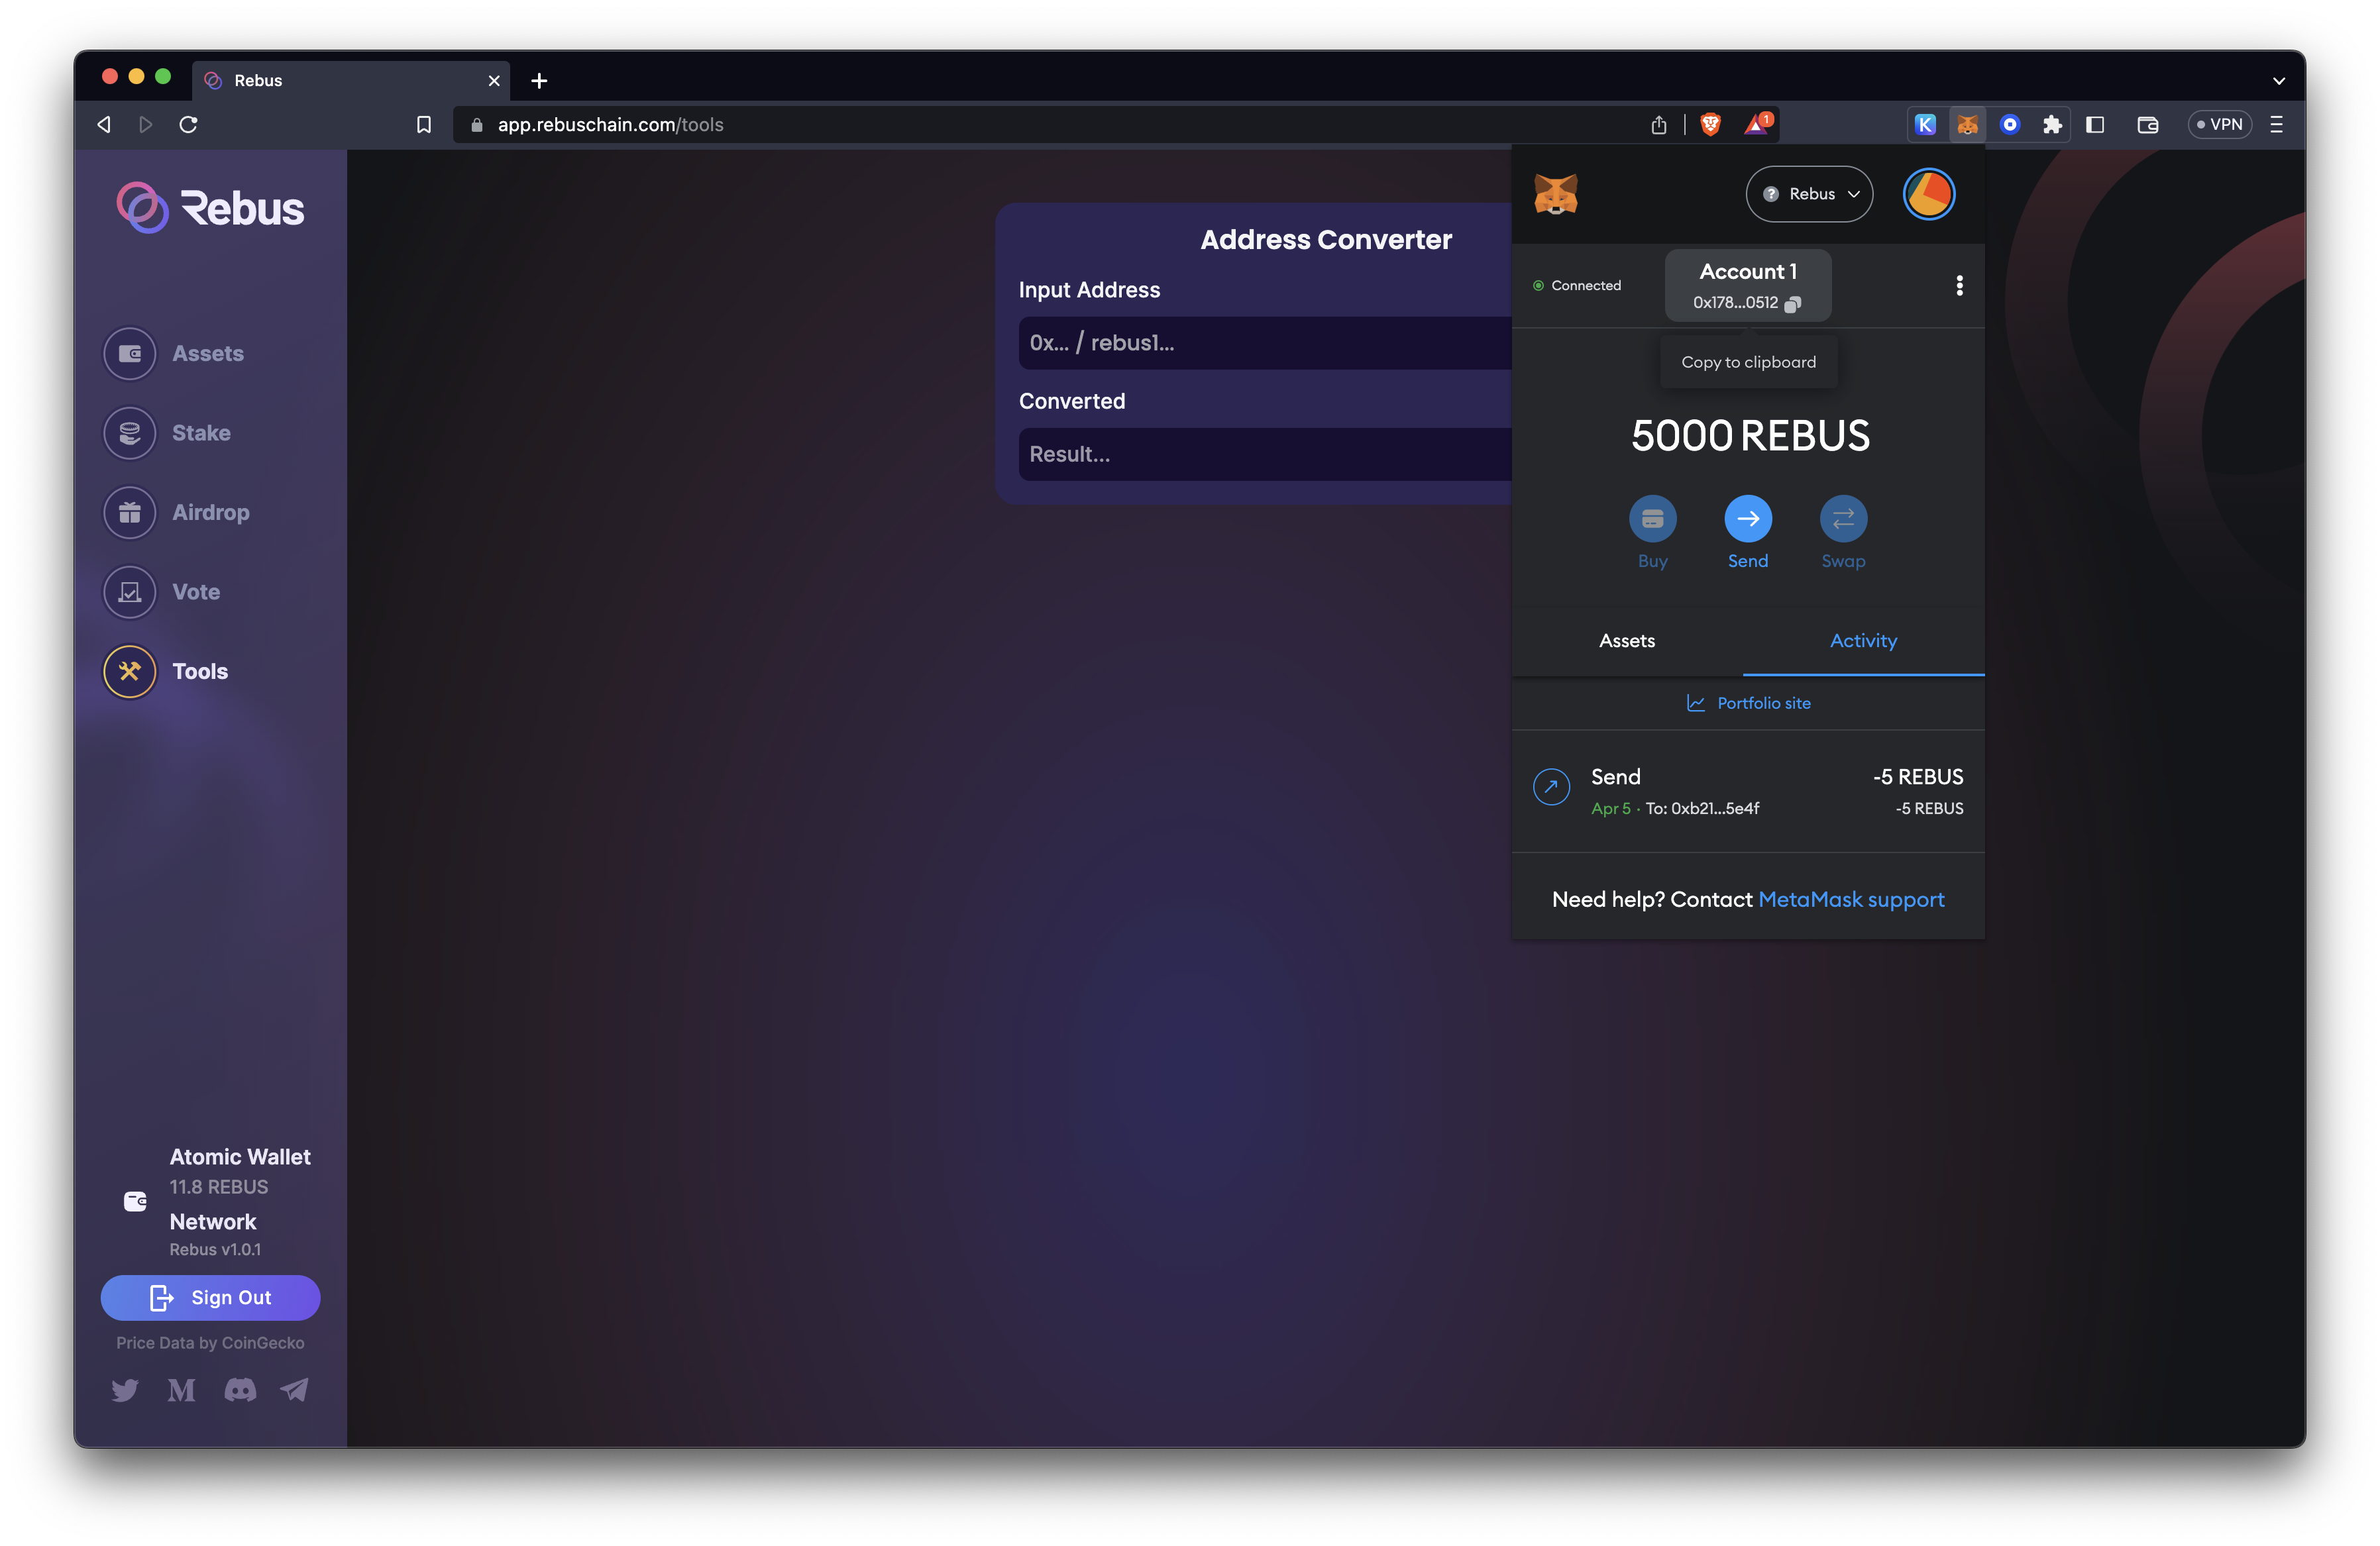 Rebus
app.rebuschain.com/tools
1
K
VPN
Rebus
Assets
Stake
Airdrop
Vote
Tools
Atomic Wallet
11.8 REBUS
Network
Rebus v1.0.1
Sign Out
Price Data by CoinGecko
Address Converter
Input Address
0x... / rebus1...
Converted
Result...
? Rebus
Connected
Account 1
0x178...0512
Copy to clipboard
5000 REBUS
Buy
Send
Swap
Assets
Activity
Portfolio site
Send
-5 REBUS
Apr 5 · To: 0xb21...5e4f
-5 REBUS
Need help? Contact MetaMask support